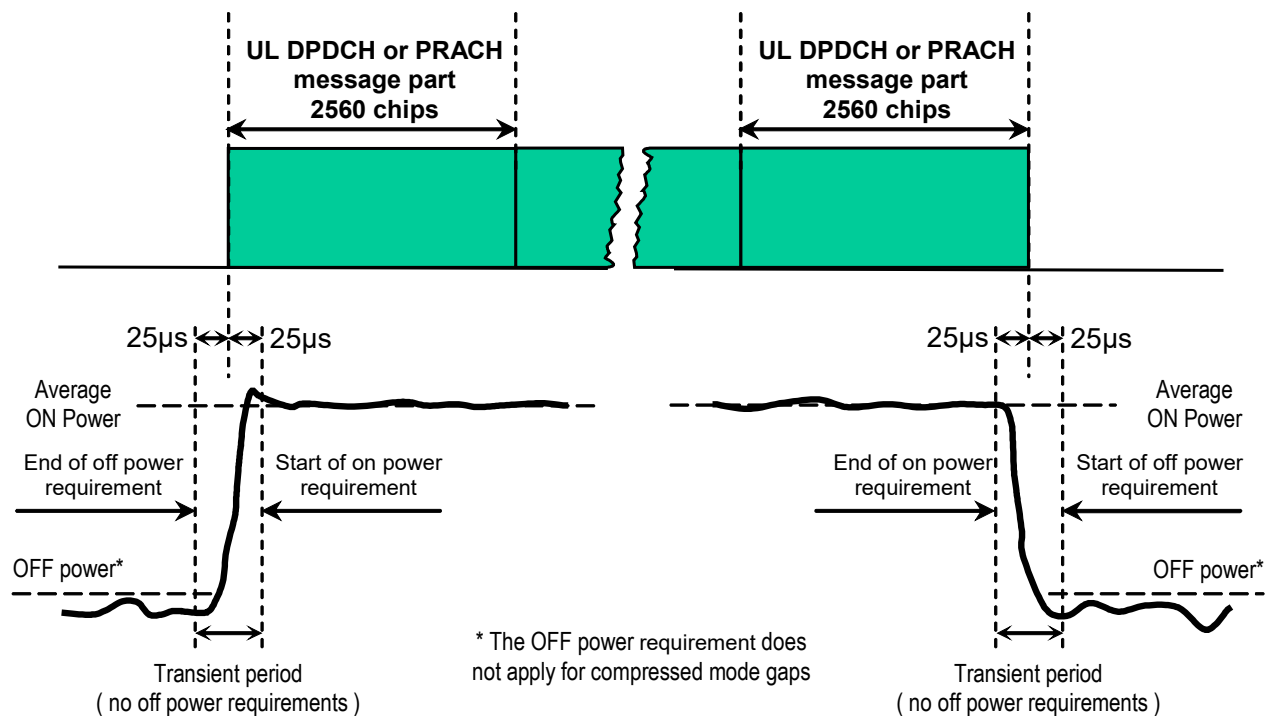 UL DPDCH or PRACH
message part
2560 chips
UL DPDCH or PRACH
message part
2560 chips
25µs
25µs
25µs
25µs
Average
ON Power
Average
ON Power
End of off power
requirement
Start of on power
requirement
End of on power
requirement
Start of off power
requirement
OFF power*
OFF power*
* The OFF power requirement does
not apply for compressed mode gaps
Transient period
( no off power requirements )
Transient period
( no off power requirements )